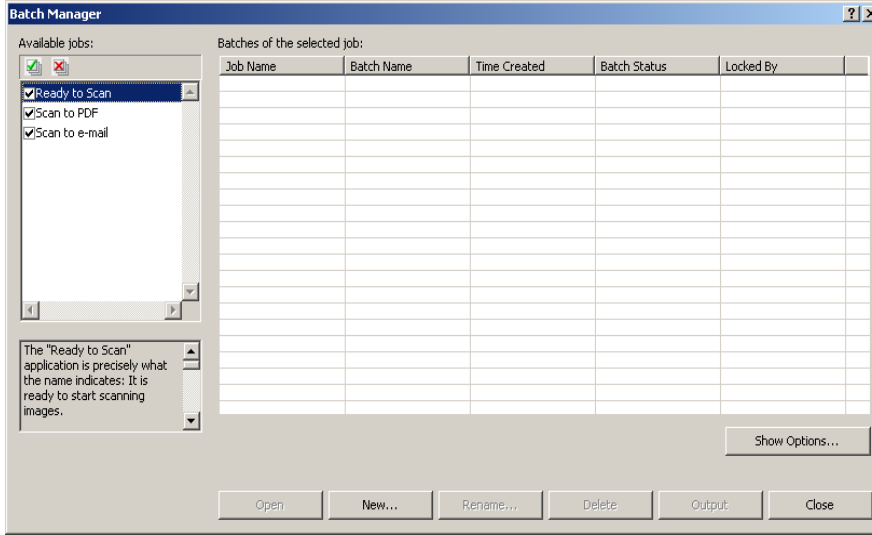 Batch Manager
Available jobs:
Ready to Scan
Scan to PDF
Scan to e-mail
The "Ready to Scan"
application is precisely what
the name indicates: It is
ready to start scanning
images.
Batches of the selected job:
Job Name Batch Name Time Created Batch Status Locked By
Show Options...
Open New... Rename... Delete Output Close